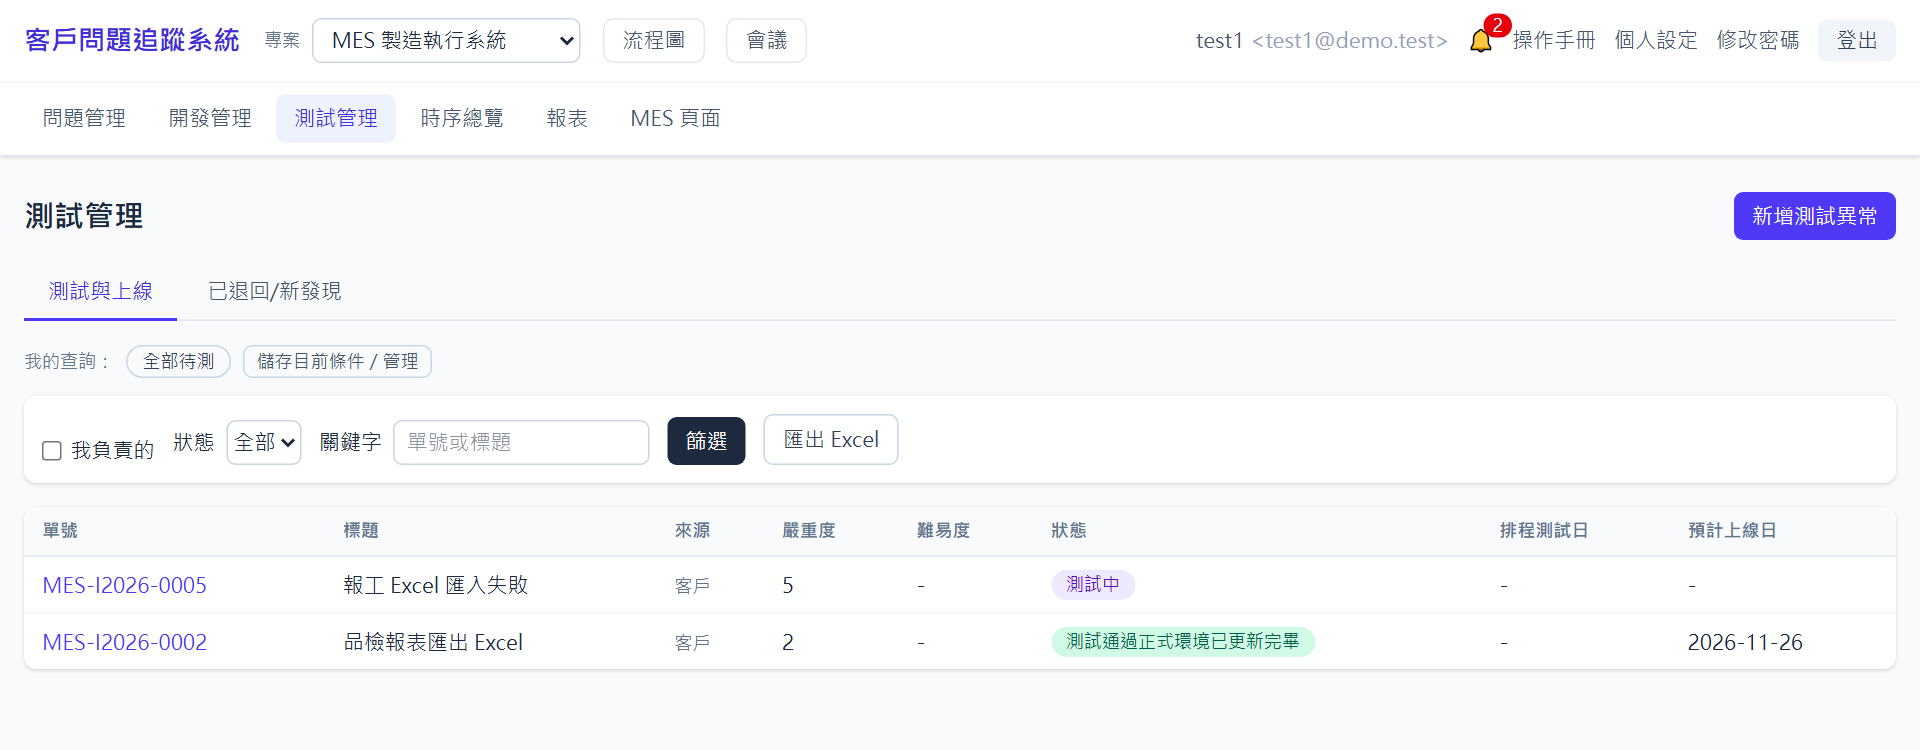 客戶問題追蹤系統 專案 MES 製造執行系統 流程圖 會議 test1 <test1@demo.test> 2 操作手冊 個人設定 修改密碼 登出
問題管理 開發管理 測試管理 時序總覽 報表 MES 頁面
測試管理 新增測試異常
測試與上線 已退回/新發現
我的查詢： 全部待測 儲存目前條件 / 管理
我負責的 狀態 全部 關鍵字 單號或標題 篩選 匯出 Excel
單號 標題 來源 嚴重度 難易度 狀態 排程測試日 預計上線日
MES-I2026-0005 報工 Excel 匯入失敗 客戶 5 - 測試中 - -
MES-I2026-0002 品檢報表匯出 Excel 客戶 2 - 測試通過正式環境已更新完畢 - 2026-11-26